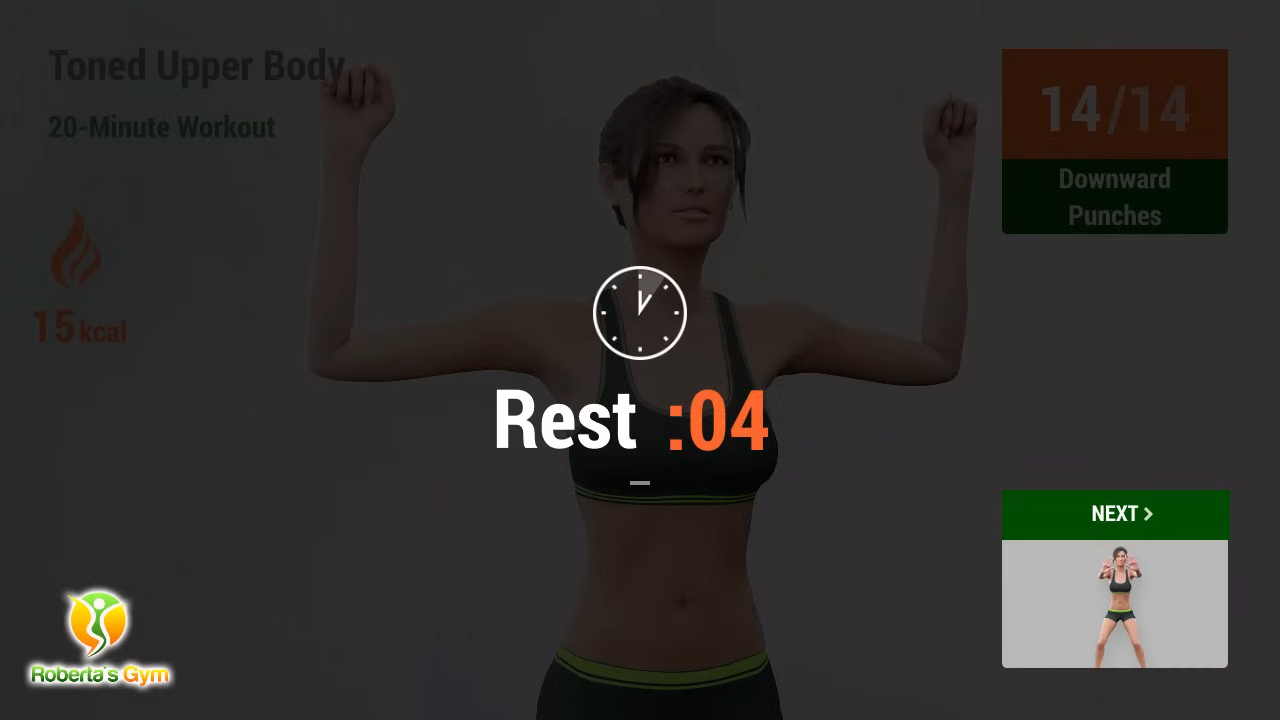 Toned Upper Body
20-Minute Workout
15 kcal
14/14
Downward
Punches
Rest :04
NEXT >
Roberta's Gym